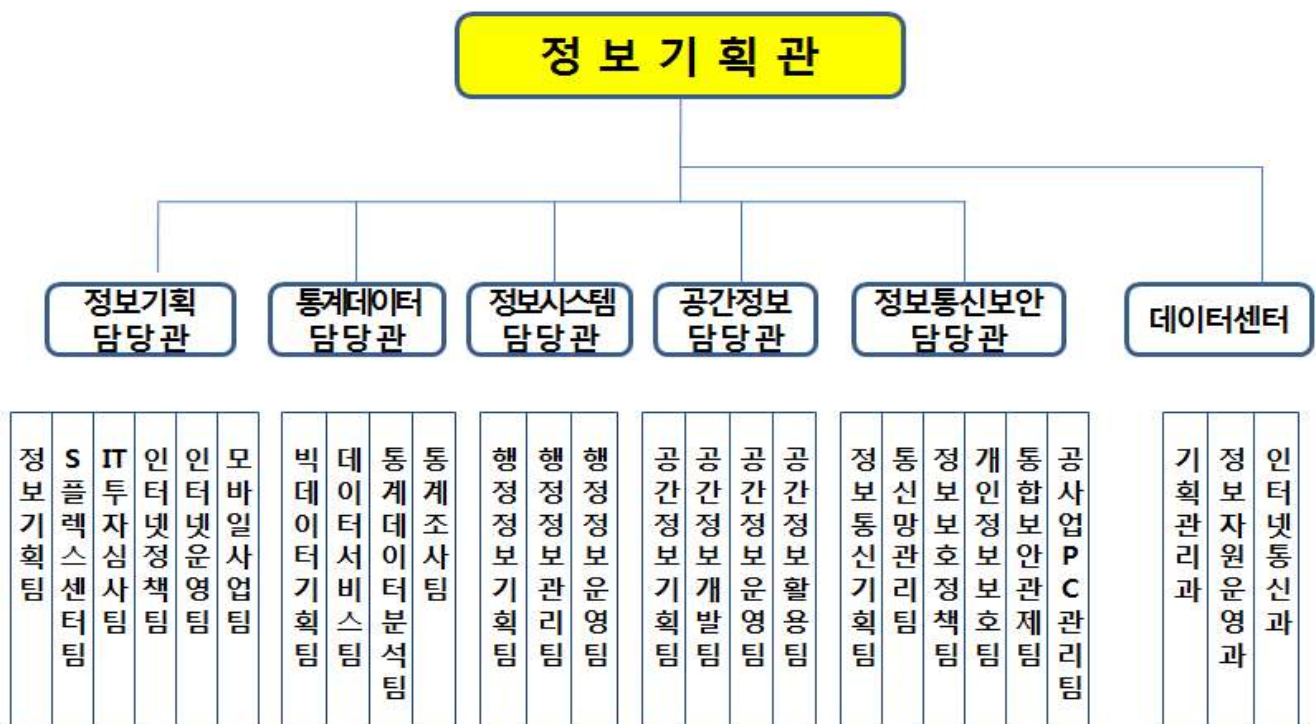 정보기획관
정보기획
담당관
통계데이터
담당관
정보시스템
담당관
공간정보
담당관
정보통신보안
담당관
데이터센터
정보기획팀
S플렉스센터팀
IT투자심사팀
인터넷정책팀
인터넷운영팀
모바일사업팀
빅데이터기획팀
데이터서비스팀
통계데이터분석팀
통계조사팀
행정정보기획팀
행정정보관리팀
행정정보운영팀
공간정보기획팀
공간정보개발팀
공간정보운영팀
공간정보활용팀
정보통신기획팀
통신망관리팀
정보보호정책팀
개인정보보호팀
통합보안관제팀
공사업PC관리팀
기획관리과
정보자원운영과
인터넷통신과